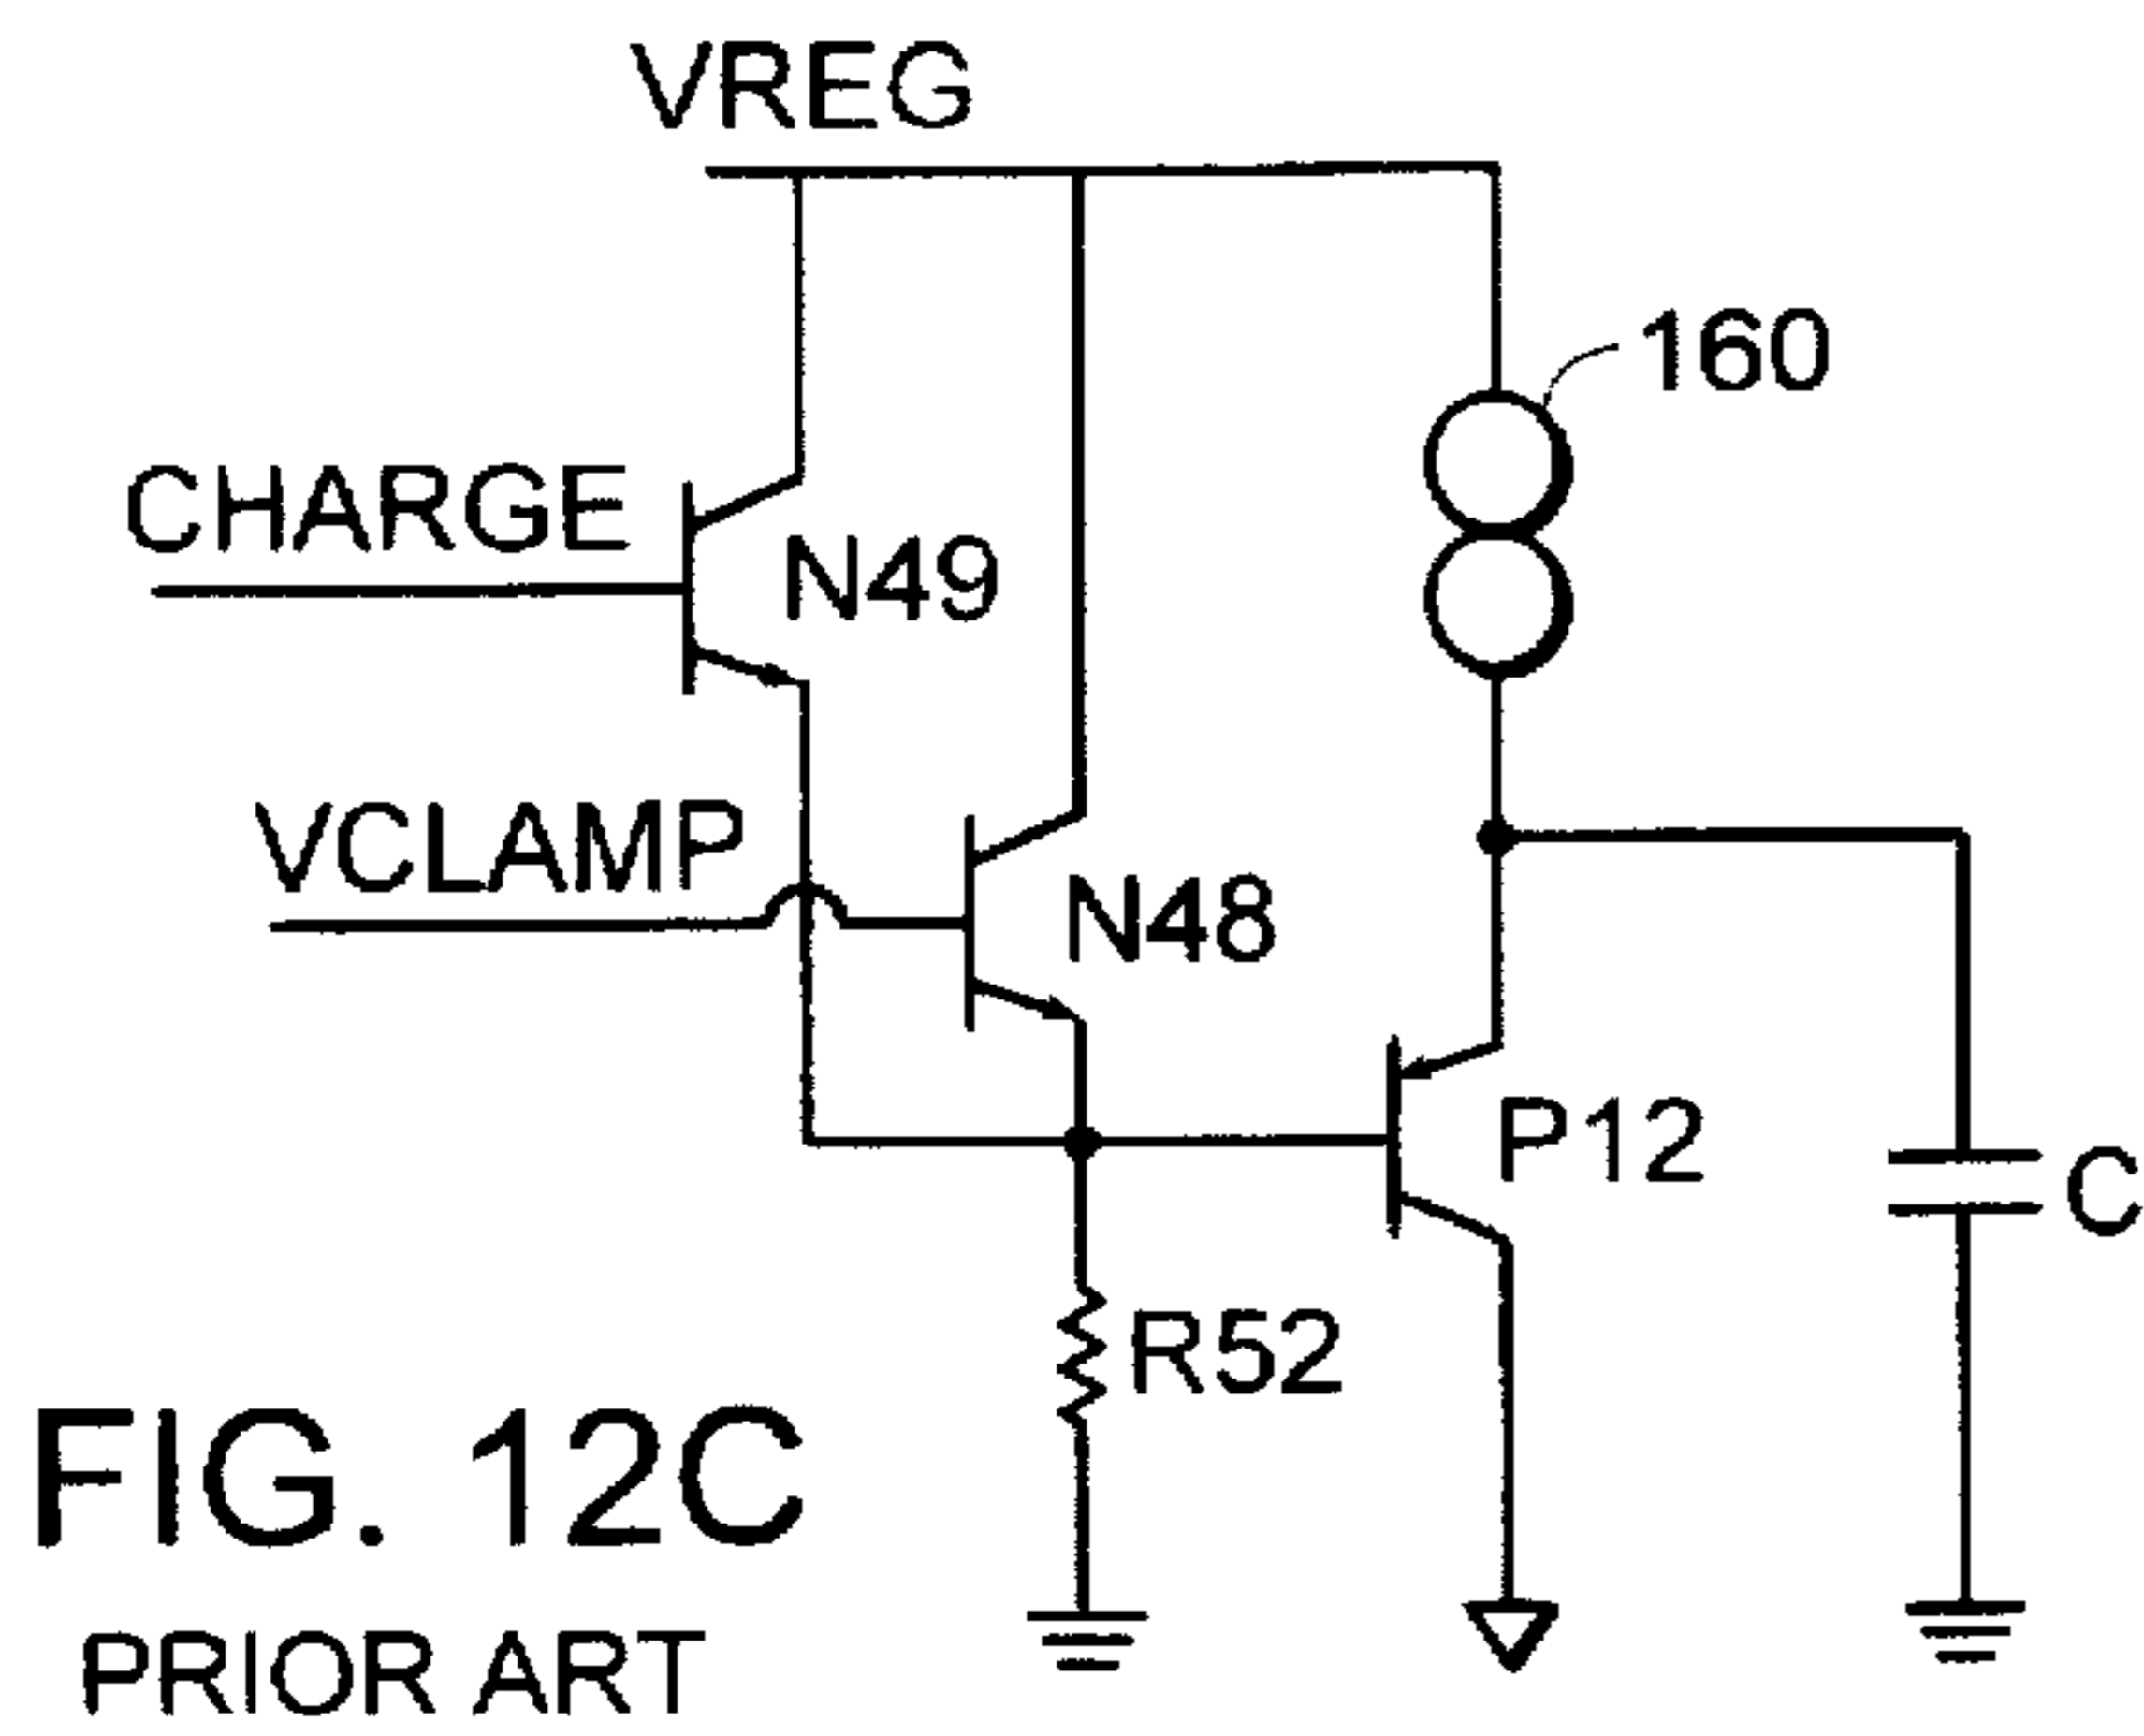 VREG
160
CHARGE
N49
VCLAMP
N48
P12
C
R52
FIG. 12C
PRIOR ART